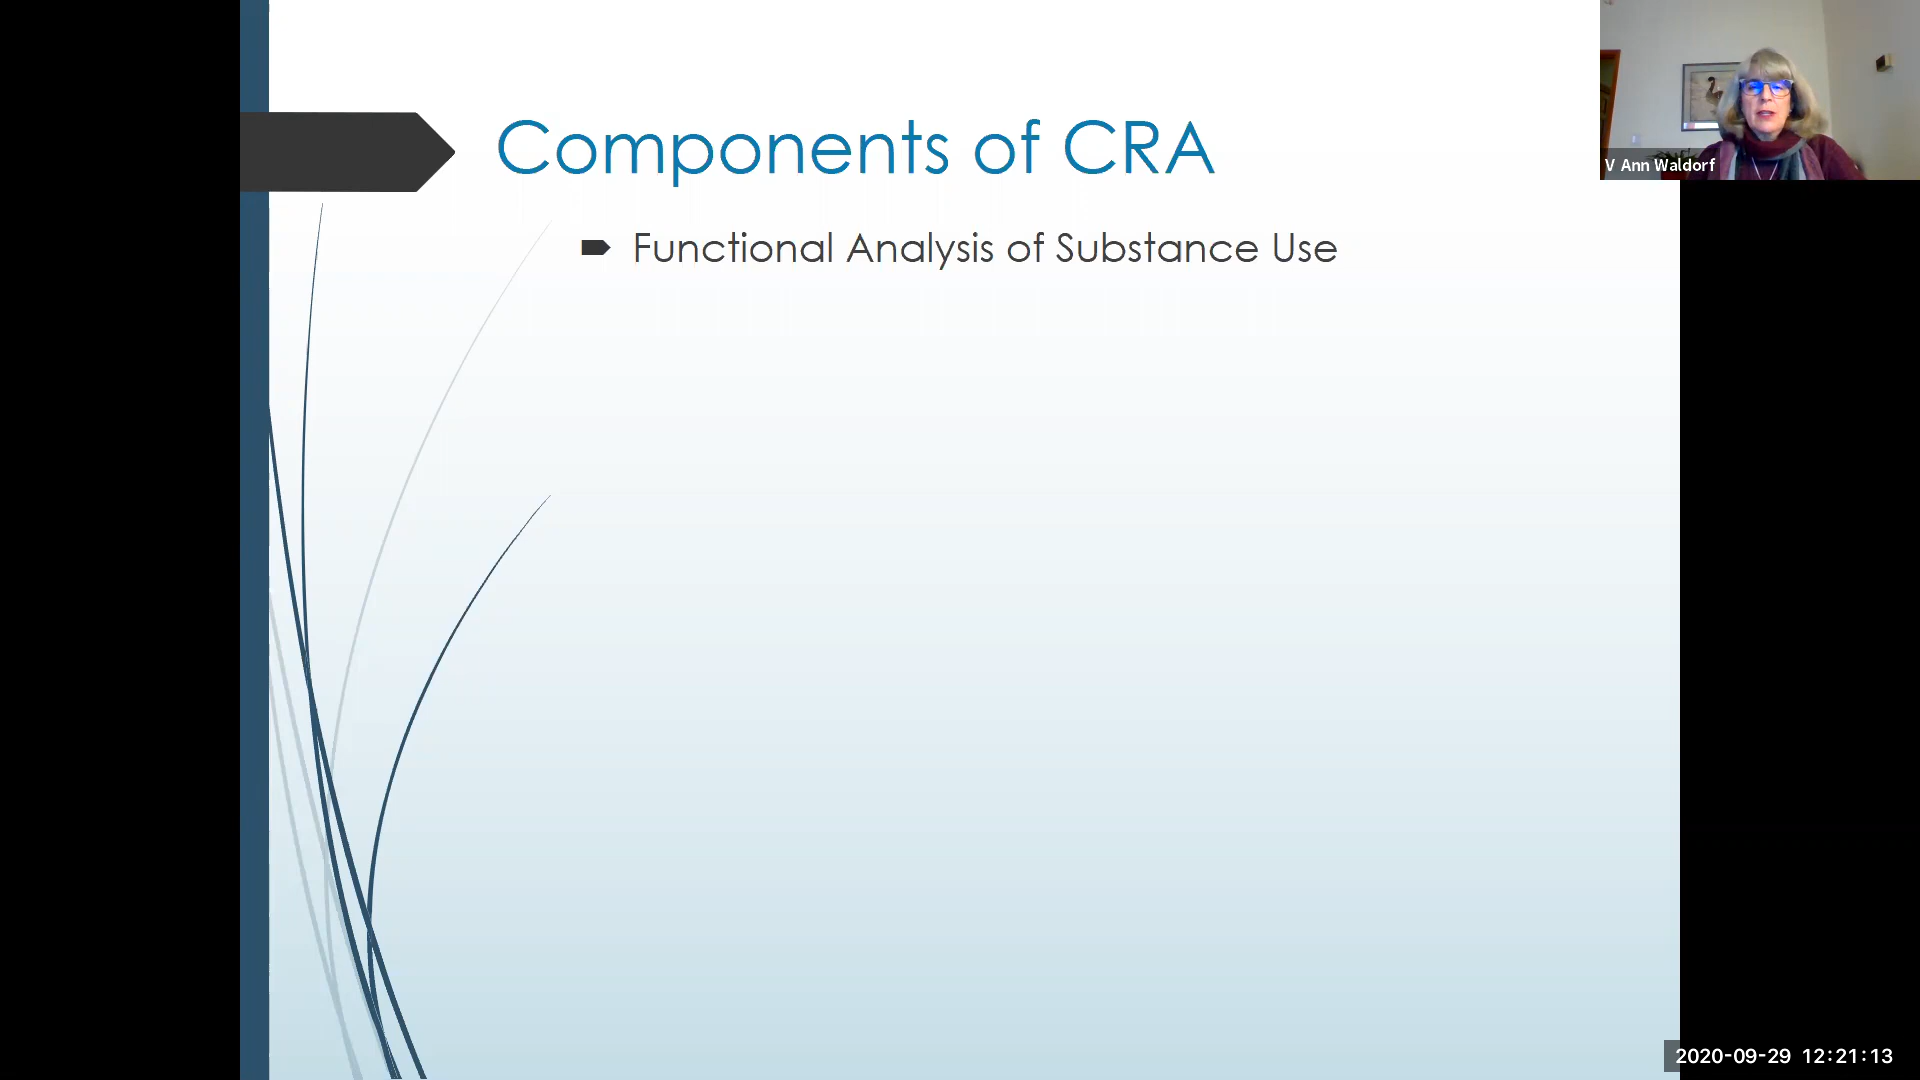 Components of CRA
Functional Analysis of Substance Use
V Ann Waldorf
2020-09-29 12:21:13